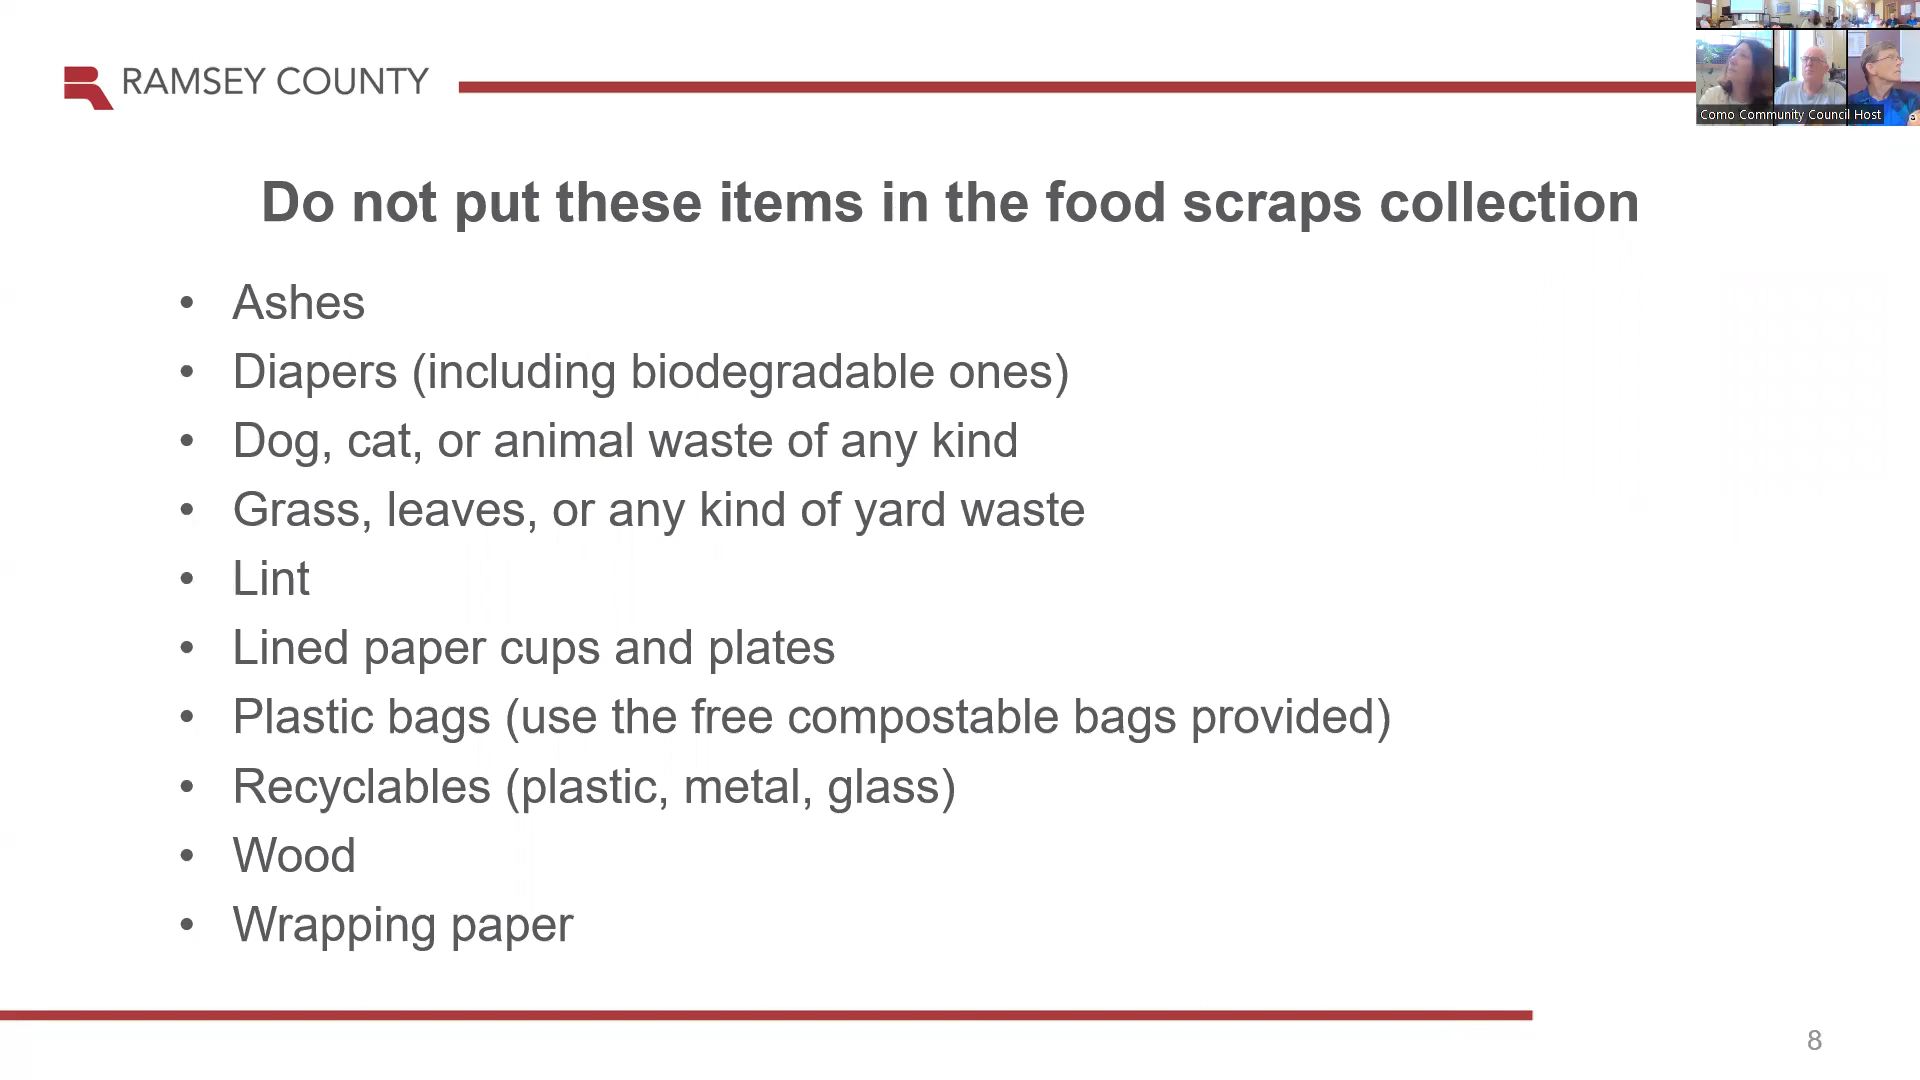 RAMSEY COUNTY
Como Community Council Host
Do not put these items in the food scraps collection
• Ashes
• Diapers (including biodegradable ones)
• Dog, cat, or animal waste of any kind
• Grass, leaves, or any kind of yard waste
• Lint
• Lined paper cups and plates
• Plastic bags (use the free compostable bags provided)
• Recyclables (plastic, metal, glass)
• Wood
• Wrapping paper
8